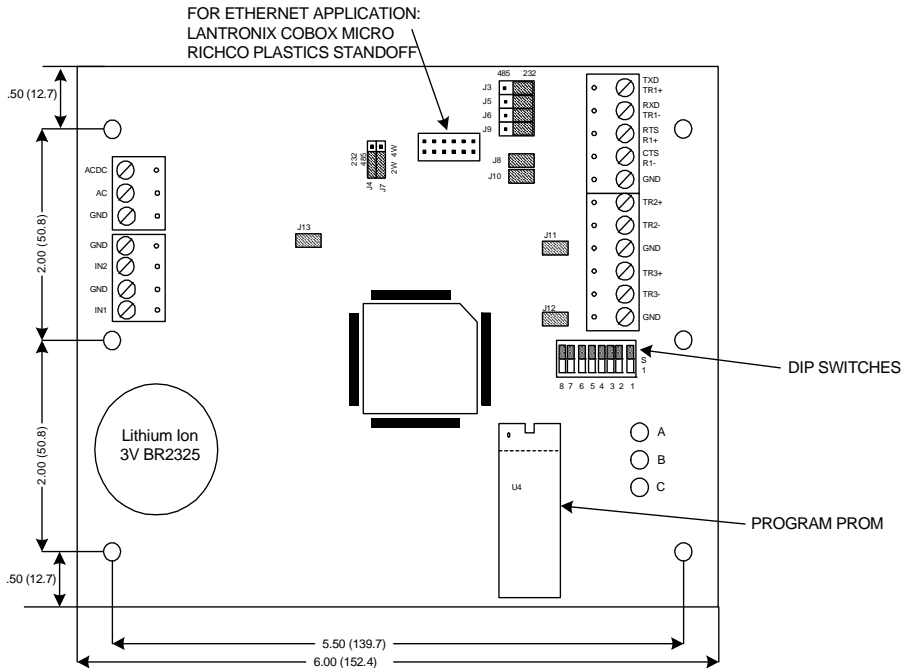 FOR ETHERNET APPLICATION:
LANTRONIX COBOX MICRO
RICHCO PLASTICS STANDOFF
.50 (12.7)
485 232
J3
J5
J6
J9
TXD
TR1+
RXD
TR1-
RTS
R1+
CTS
R1-
GND
232
485
4W
2W
J4
J7
J8
J10
ACDC
AC
GND
TR2+
TR2-
GND
TR3+
TR3-
GND
2.00 (50.8)
J13
J11
GND
IN2
GND
IN1
J12
S
1
8 7 6 5 4 3 2 1
DIP SWITCHES
Lithium Ion
3V BR2325
2.00 (50.8)
A
B
C
U4
PROGRAM PROM
.50 (12.7)
5.50 (139.7)
6.00 (152.4)